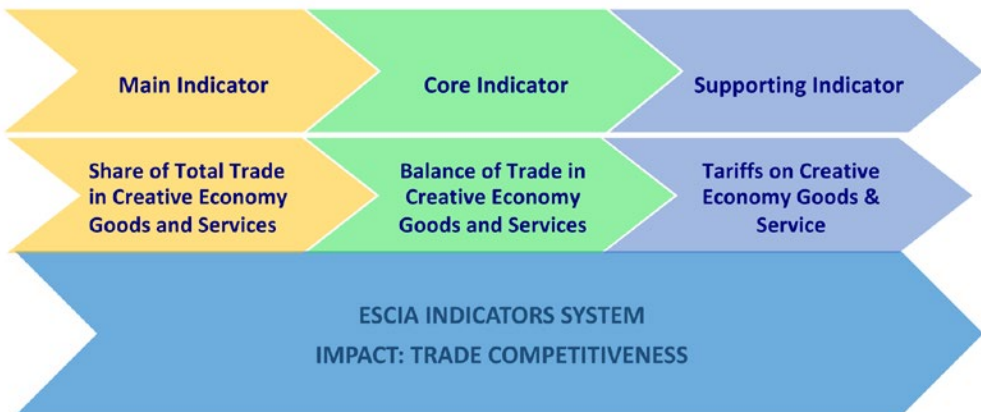 Main Indicator
Core Indicator
Supporting Indicator
Share of Total Trade
in Creative Economy
Goods and Services
Balance of Trade in
Creative Economy
Goods and Services
Tariffs on Creative
Economy Goods &
Service
ESCIA INDICATORS SYSTEM
IMPACT: TRADE COMPETITIVENESS